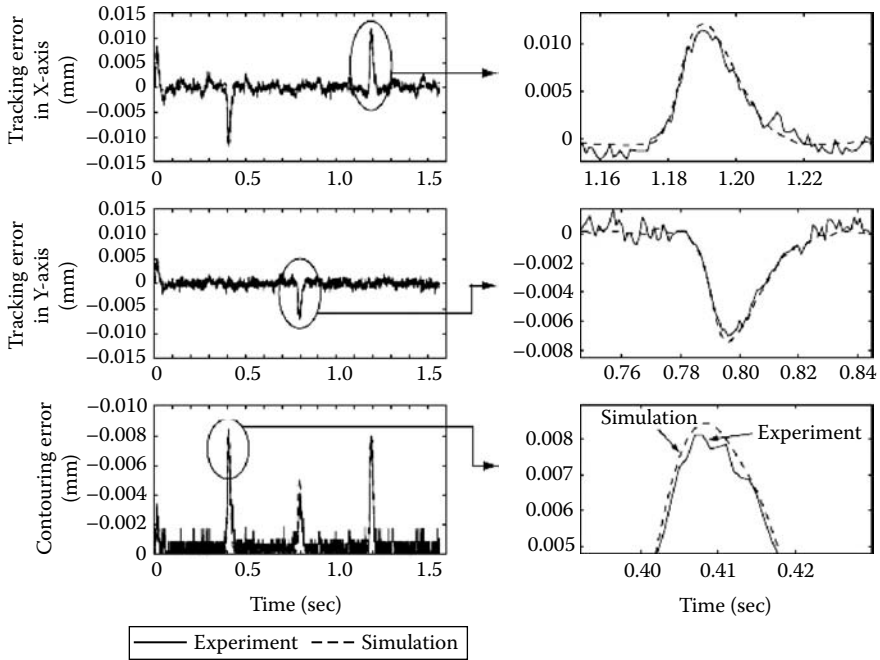 Tracking error
in X-axis
(mm)
0.015
0.010
0.005
0
−0.005
−0.010
−0.015
0 0.5 1.0 1.5
0.010
0.005
0
1.16 1.18 1.20 1.22
Tracking error
in Y-axis
(mm)
0.015
0.010
0.005
0
−0.005
−0.010
−0.015
0 0.5 1.0 1.5
0
−0.002
−0.004
−0.006
−0.008
0.76 0.78 0.80 0.82 0.84
Contouring error
(mm)
−0.010
−0.008
−0.006
−0.004
−0.002
0
0 0.5 1.0 1.5
Time (sec)
Simulation
Experiment
0.008
0.007
0.006
0.005
0.40 0.41 0.42
Time (sec)
Experiment Simulation